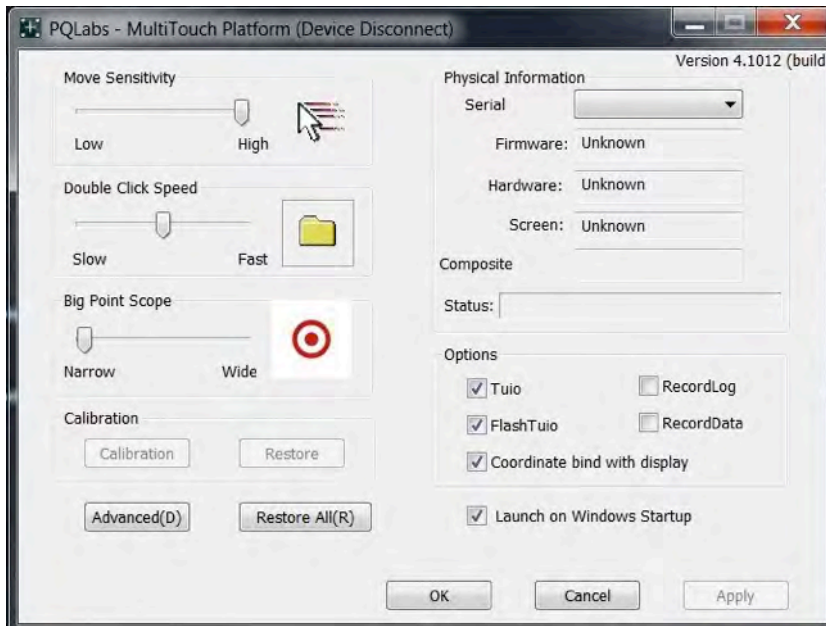 PQLabs - MultiTouch Platform (Device Disconnect)
Version 4.1012 (build
Move Sensitivity
Low High
Double Click Speed
Slow Fast
Big Point Scope
Narrow Wide
Calibration
Calibration Restore
Advanced(D) Restore All(R)
Physical Information
Serial
Firmware: Unknown
Hardware: Unknown
Screen: Unknown
Composite
Status:
Options
Tuio RecordLog
FlashTuio RecordData
Coordinate bind with display
Launch on Windows Startup
OK Cancel Apply